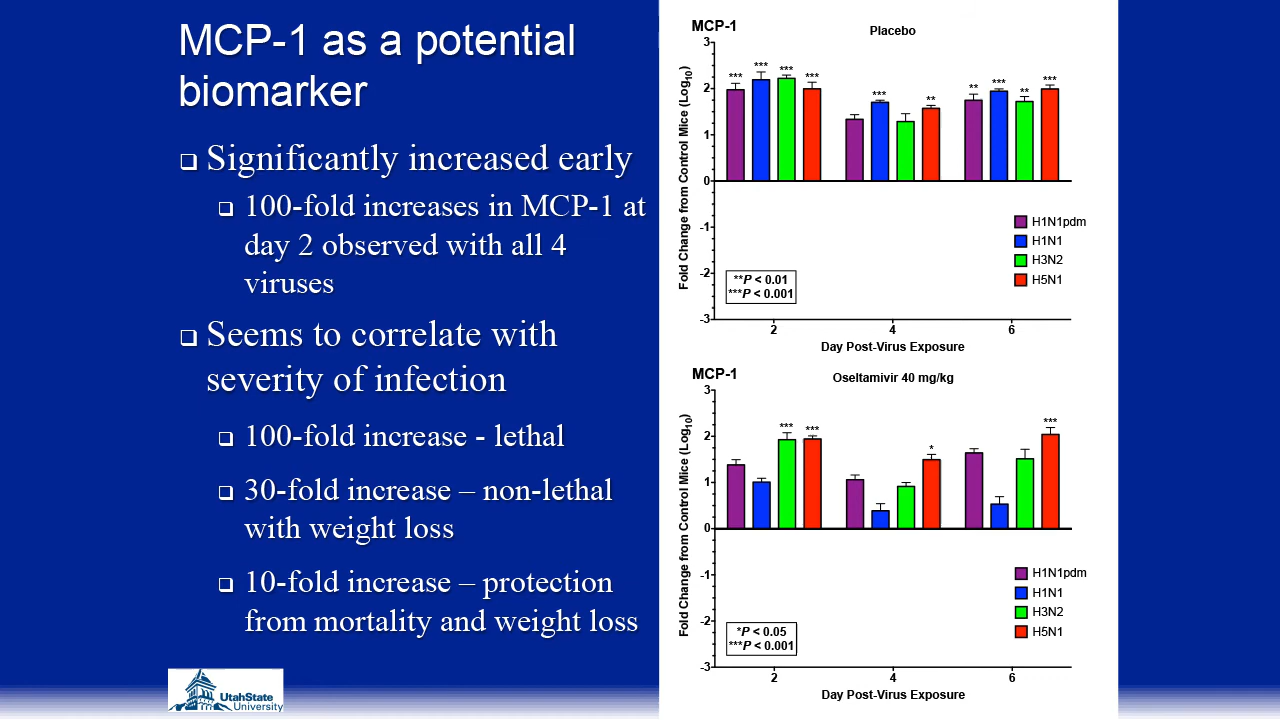 MCP-1 as a potential
biomarker
❑ Significantly increased early
❑ 100-fold increases in MCP-1 at
day 2 observed with all 4
viruses
❑ Seems to correlate with
severity of infection
❑ 100-fold increase - lethal
❑ 30-fold increase – non-lethal
with weight loss
❑ 10-fold increase – protection
from mortality and weight loss
UtahState
University
MCP-1
Placebo
Fold Change from Control Mice (Log10)
3
2
1
0
-1
-2
-3
*** *** *** ***
*** **
** *** ** ***
H1N1pdm
H1N1
H3N2
H5N1
**P < 0.01
***P < 0.001
2 4 6
Day Post-Virus Exposure
MCP-1
Oseltamivir 40 mg/kg
Fold Change from Control Mice (Log10)
3
2
1
0
-1
-2
-3
*** ***
*
***
H1N1pdm
H1N1
H3N2
H5N1
*P < 0.05
***P < 0.001
2 4 6
Day Post-Virus Exposure